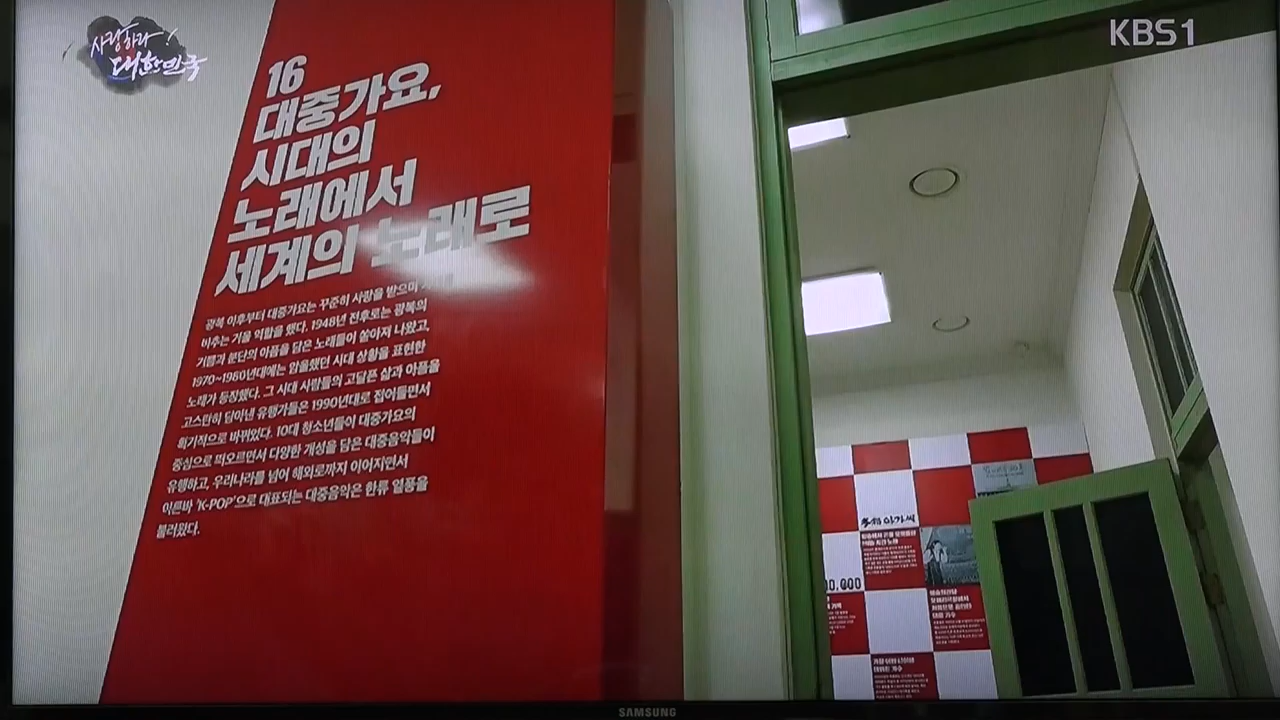 사랑하라
대한민국
KBS1
16
대중가요,
시대의
노래에서
세계의 노래로
광복 이후부터 대중가요는 꾸준히 사랑을 받으며
비추는 거울 역할을 했다. 1948년 전후로는 광복의
기쁨과 분단의 아픔을 담은 노래들이 쏟아져 나왔고,
1970~1980년대에는 암울했던 시대 상황을 표현한
노래가 등장했다. 그 시대 사람들의 고달픈 삶과 아픔을
고스란히 담아낸 유행가들은 1990년대로 접어들면서
획기적으로 바뀌었다. 10대 청소년들이 대중가요의
중심으로 떠오르면서 다양한 개성을 담은 대중음악들이
유행하고, 우리나라를 넘어 해외로까지 이어지면서
이른바 'K-POP'으로 대표되는 대중음악은 한류 열풍을
불러왔다.
아가씨
00.000
SAMSUNG